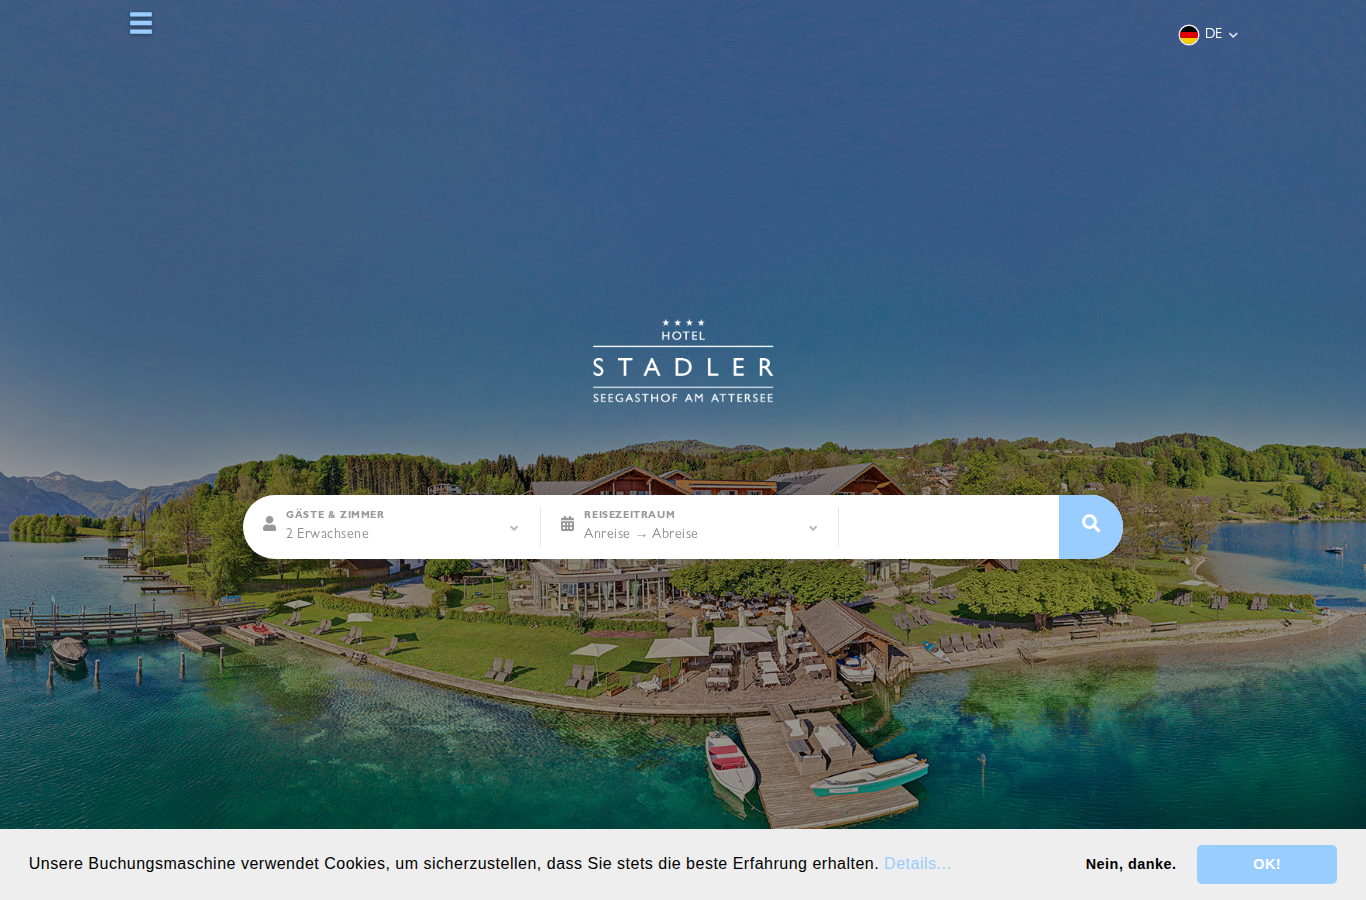 DE
HOTEL
STADLER
SEEGASTHOF AM ATTERSEE
GÄSTE & ZIMMER
2 Erwachsene
REISEZEITRAUM
Anreise → Abreise
Unsere Buchungsmaschine verwendet Cookies, um sicherzustellen, dass Sie stets die beste Erfahrung erhalten. Details...
Nein, danke.
OK!